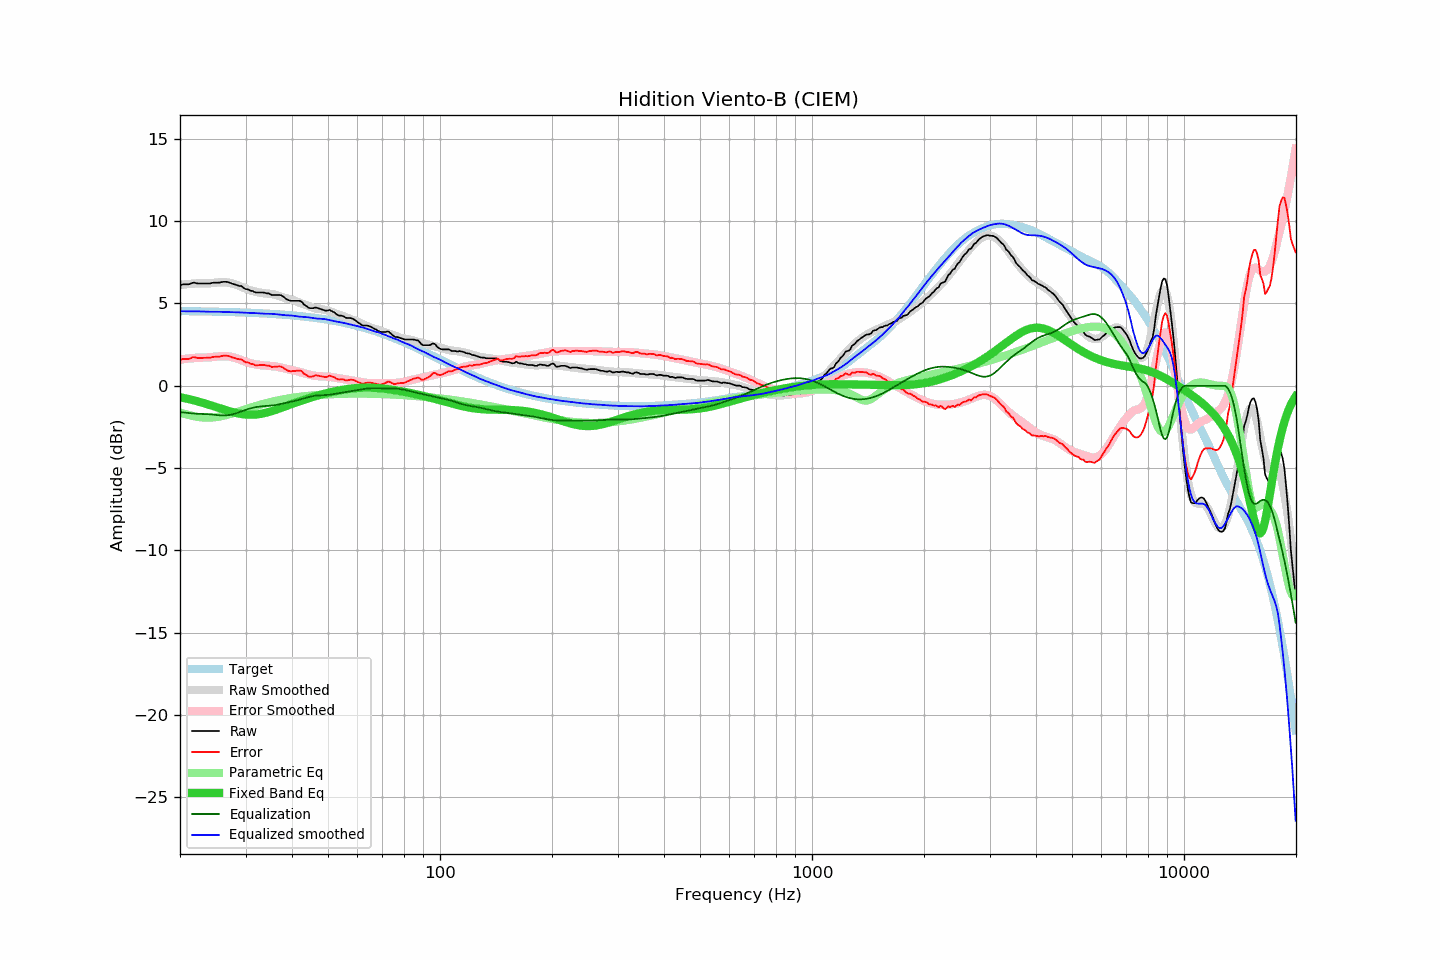 Hidition Viento-B (CIEM)
Amplitude (dBr)
15
10
5
0
−5
−10
−15
−20
−25
Target
Raw Smoothed
Error Smoothed
Raw
Error
Parametric Eq
Fixed Band Eq
Equalization
Equalized smoothed
100
1000
10000
Frequency (Hz)